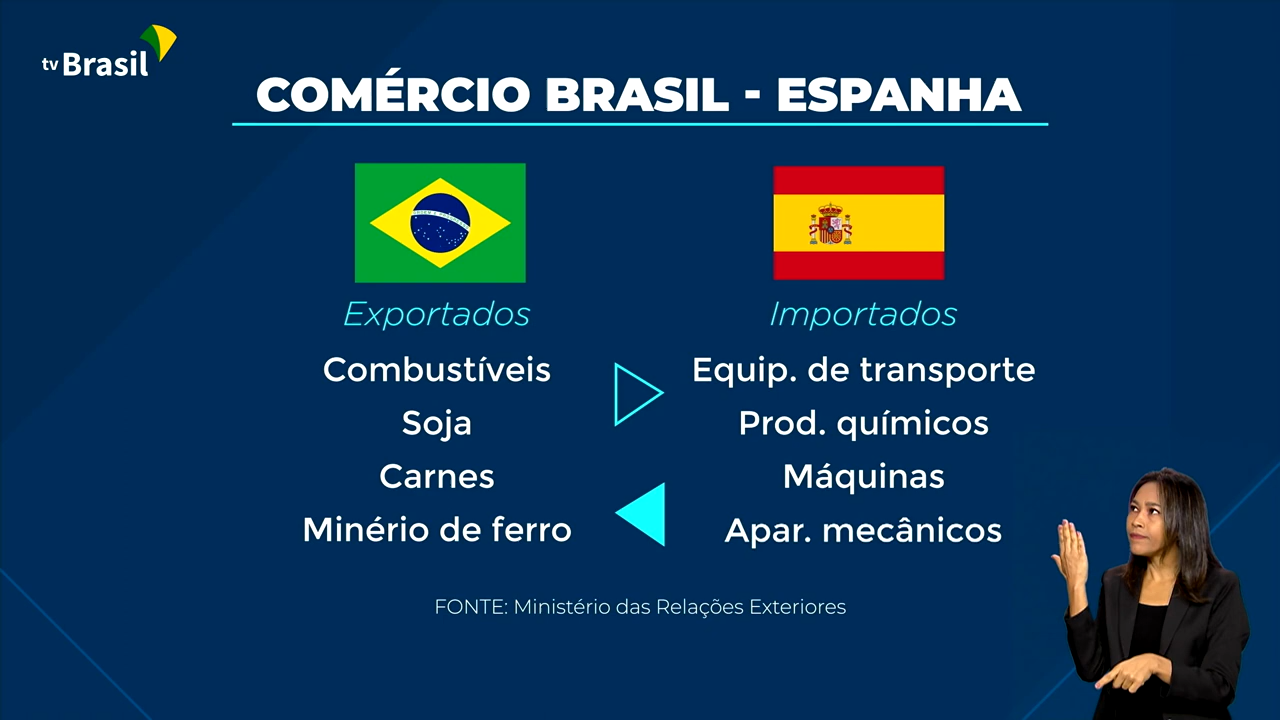 tv Brasil
COMÉRCIO BRASIL - ESPANHA
Exportados
Combustíveis
Soja
Carnes
Minério de ferro
Importados
Equip. de transporte
Prod. químicos
Máquinas
Apar. mecânicos
FONTE: Ministério das Relações Exteriores